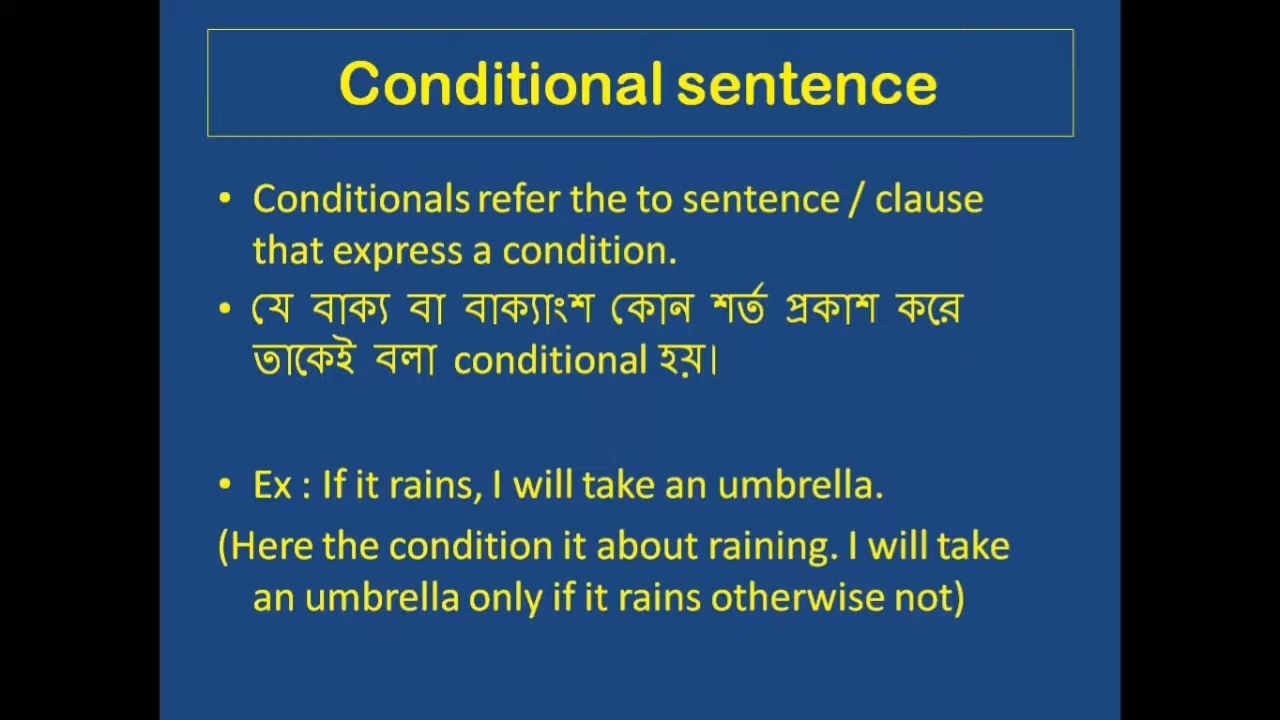 Conditional sentence
• Conditionals refer the to sentence / clause
that express a condition.
• যে বাক্য বা বাক্যাংশ কোন শর্ত প্রকাশ করে
তাকেই বলা conditional হয়।
• Ex : If it rains, I will take an umbrella.
(Here the condition it about raining. I will take
an umbrella only if it rains otherwise not)